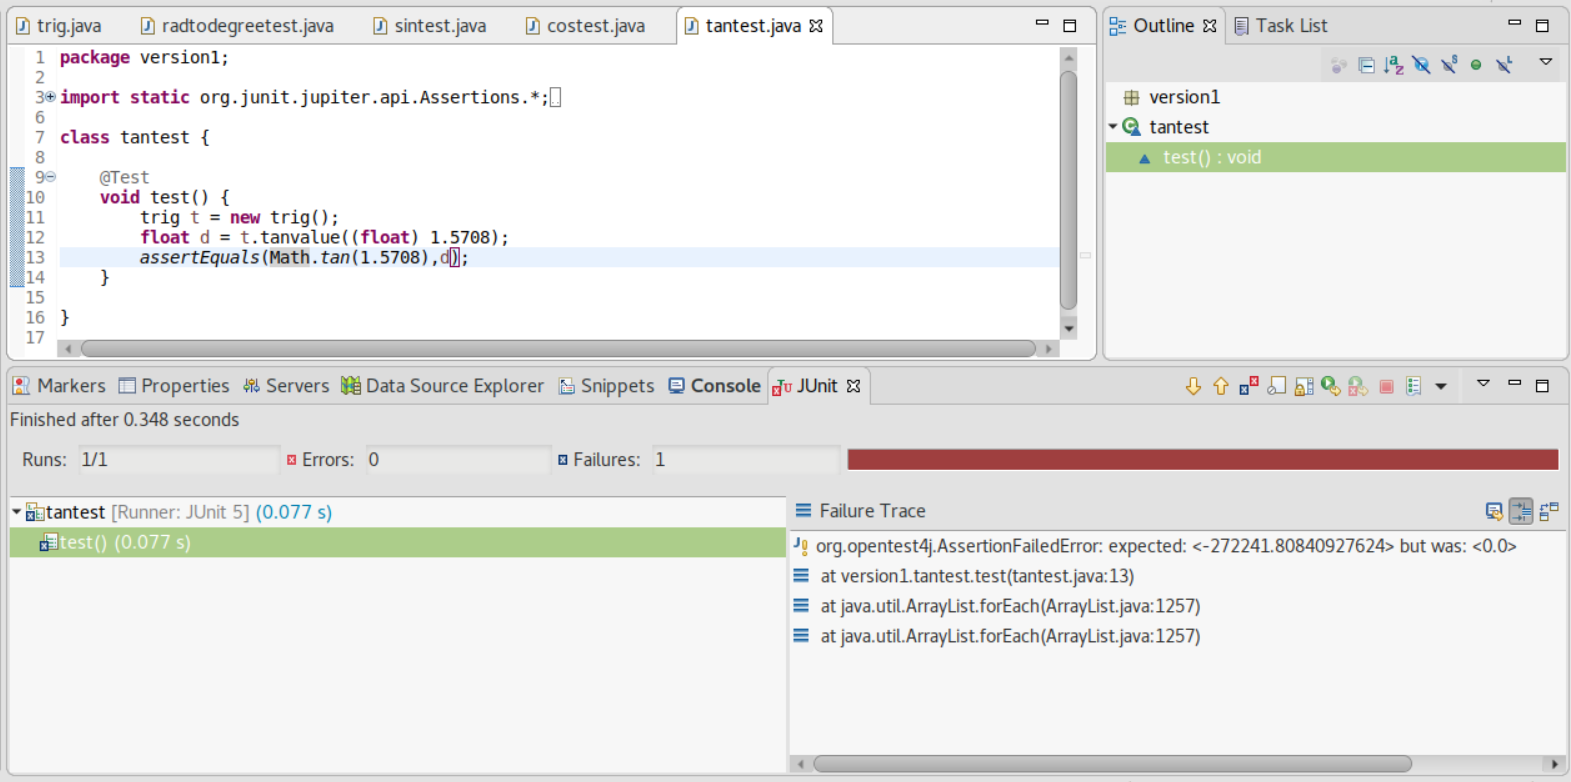 trig.java radtodegreetest.java sintest.java costest.java tantest.java
Outline Task List
1 package version1;
2
3 import static org.junit.jupiter.api.Assertions.*;
6
7 class tantest {
8
9 @Test
10 void test() {
11 trig t = new trig();
12 float d = t.tanvalue((float) 1.5708);
13 assertEquals(Math.tan(1.5708),d);
14 }
15
16 }
17
version1
tantest
test() : void
Markers Properties Servers Data Source Explorer Snippets Console JUnit
Finished after 0.348 seconds
Runs: 1/1 Errors: 0 Failures: 1
tantest [Runner: JUnit 5] (0.077 s)
test() (0.077 s)
Failure Trace
org.opentest4j.AssertionFailedError: expected: <-272241.80840927624> but was: <0.0>
at version1.tantest.test(tantest.java:13)
at java.util.ArrayList.forEach(ArrayList.java:1257)
at java.util.ArrayList.forEach(ArrayList.java:1257)